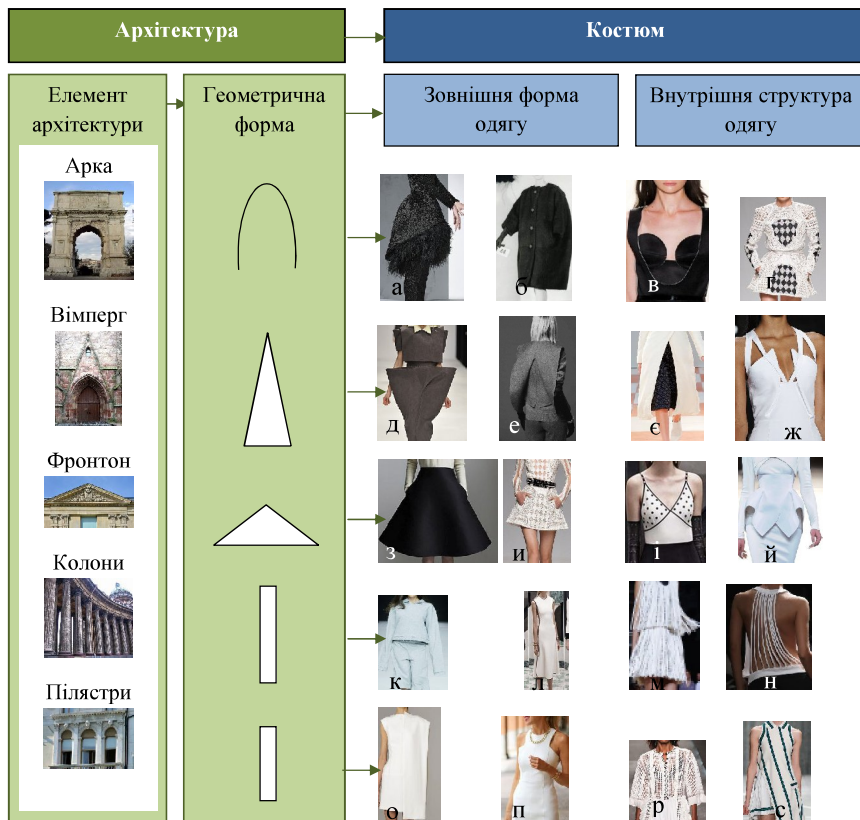 Архітектура
Костюм
Елемент
архітектури
Геометрична
форма
Зовнішня форма
одягу
Внутрішня структура
одягу
Арка
а
б
в
г
Вімперг
д
е
є
ж
Фронтон
з
и
і
й
Колони
к
л
м
н
Пілястри
о
п
р
с